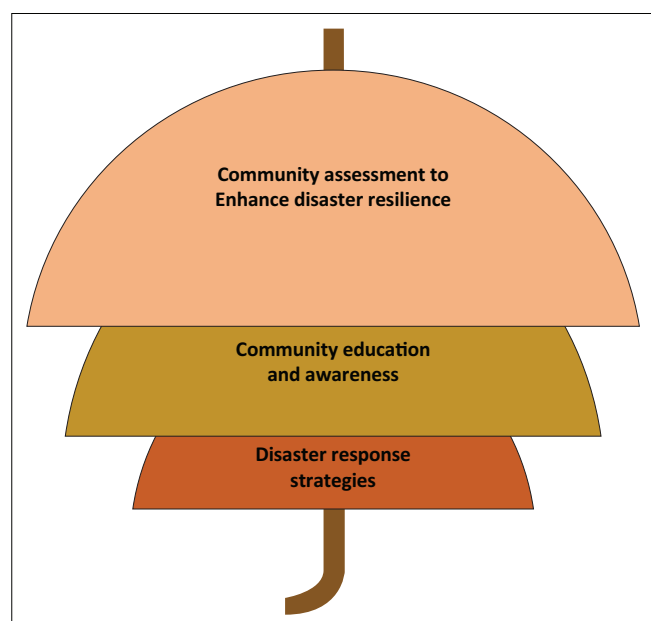 Community assessment to
Enhance disaster resilience
Community education
and awareness
Disaster response
strategies